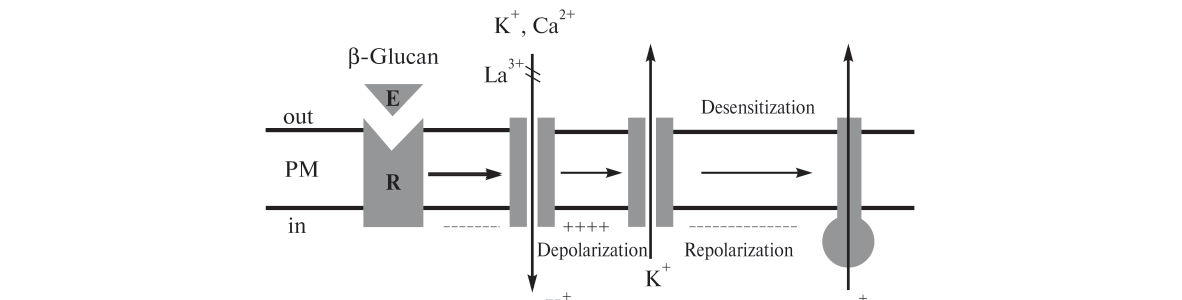 K+, Ca2+
β-Glucan
La3+
E
out
Desensitization
PM
R
in
++++
Depolarization
Repolarization
K+